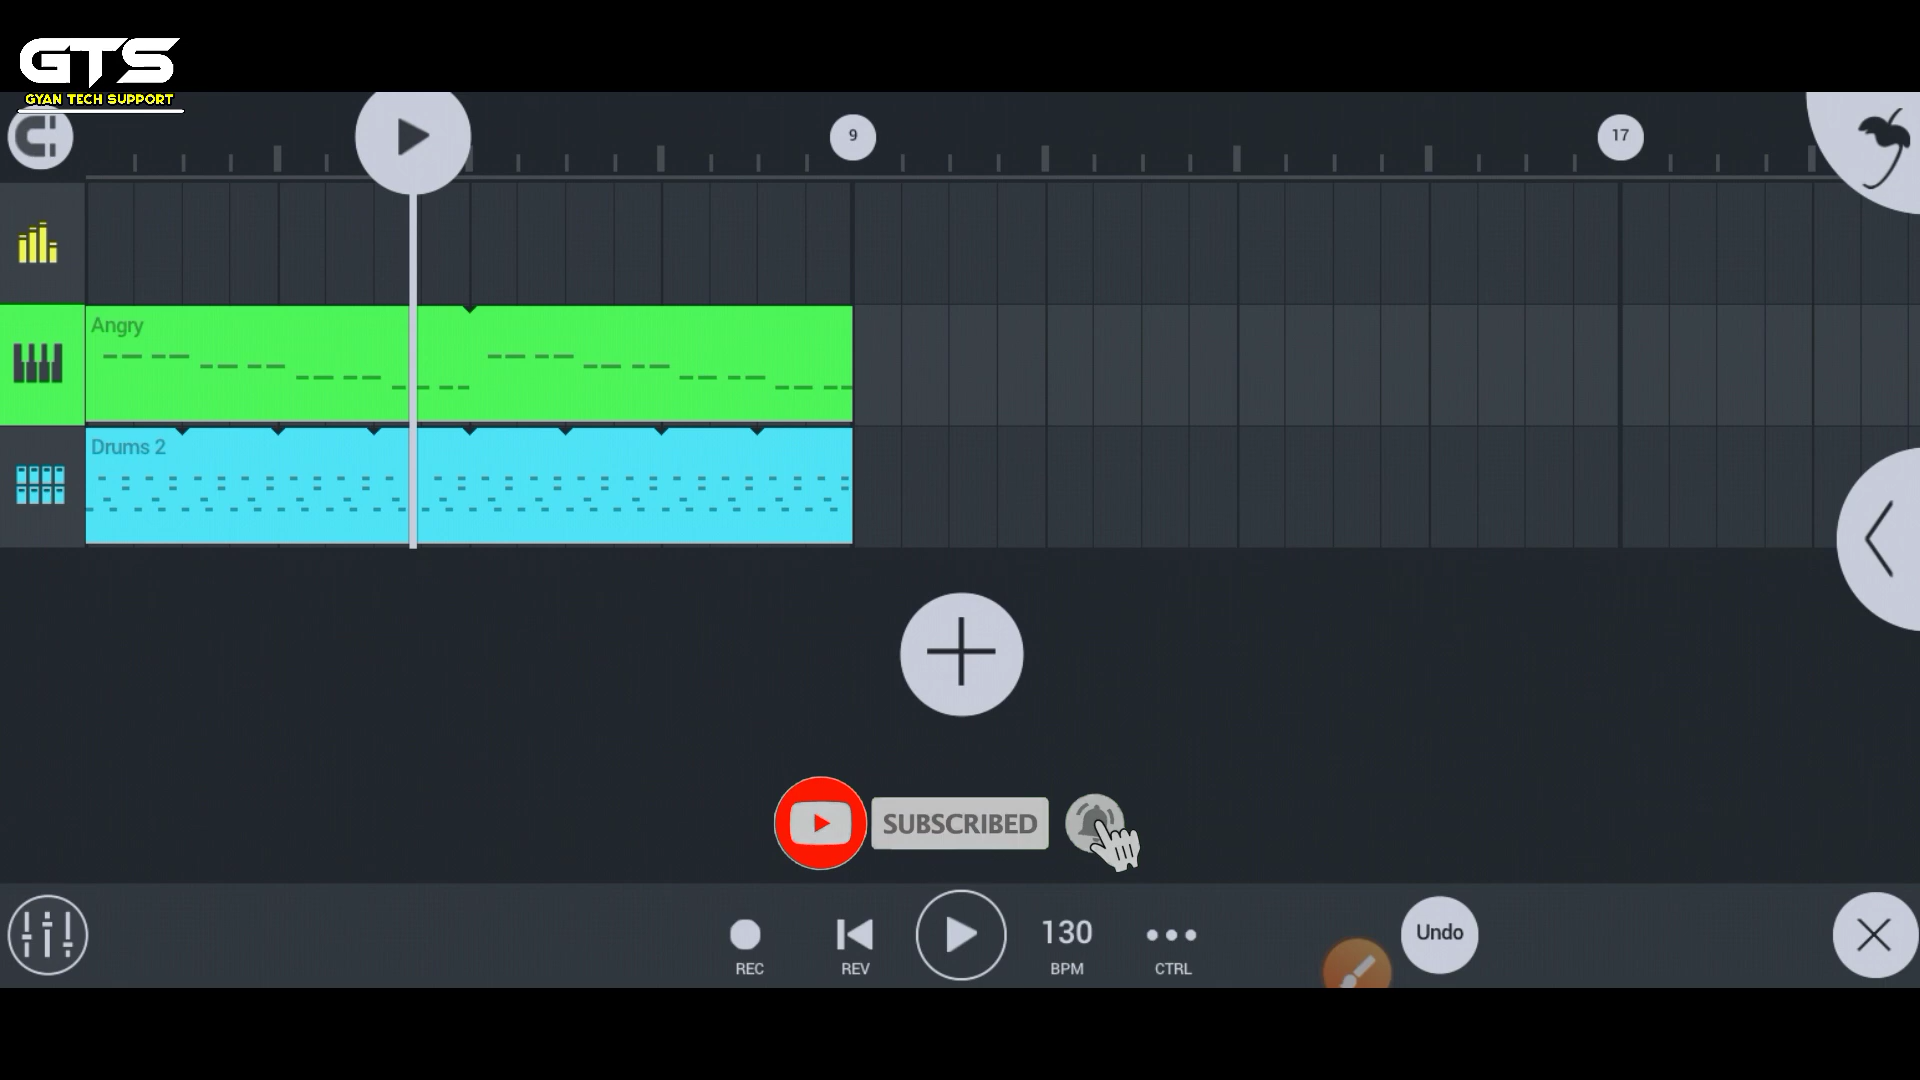 GTS
GYAN TECH SUPPORT
9
17
Angry
Drums 2
SUBSCRIBED
130
Undo
REC
REV
BPM
CTRL